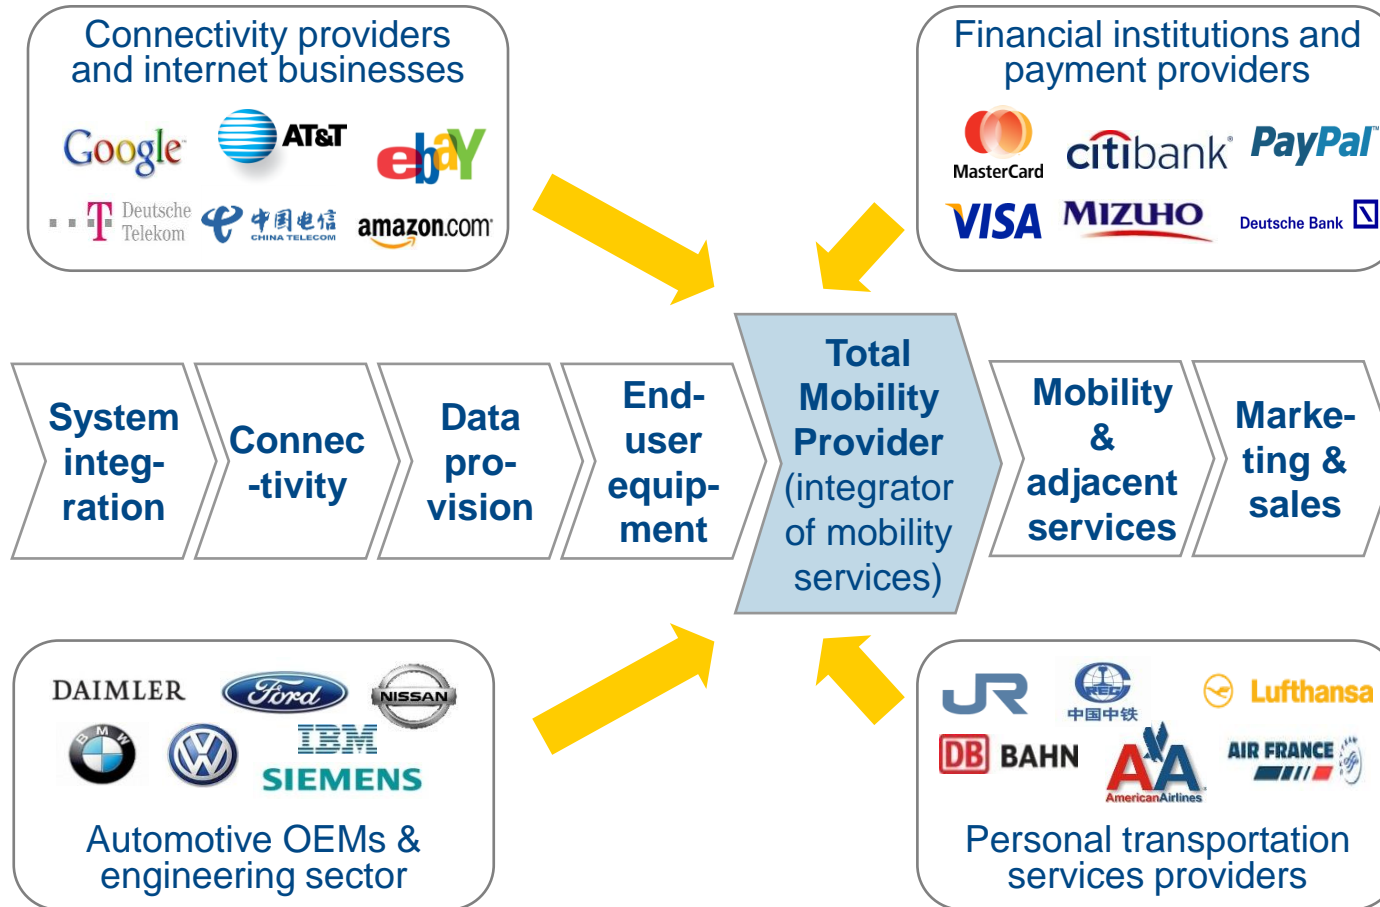 Connectivity providers
and internet businesses
Google
AT&T
ebay
T Deutsche
Telekom
中国电信
CHINA TELECOM
amazon.com
Financial institutions and
payment providers
MasterCard
citibank
PayPal
VISA
MIZUHO
Deutsche Bank
System
integ-
ration
Connec
-tivity
Data
pro-
vision
End-
user
equip-
ment
Total
Mobility
Provider
(integrator
of mobility
services)
Mobility
&
adjacent
services
Marke-
ting &
sales
DAIMLER
Ford
NISSAN
BMW
VW
IBM
SIEMENS
Automotive OEMs &
engineering sector
JR
CREC
中国中铁
Lufthansa
DB BAHN
AA
AmericanAirlines
AIR FRANCE
Personal transportation
services providers